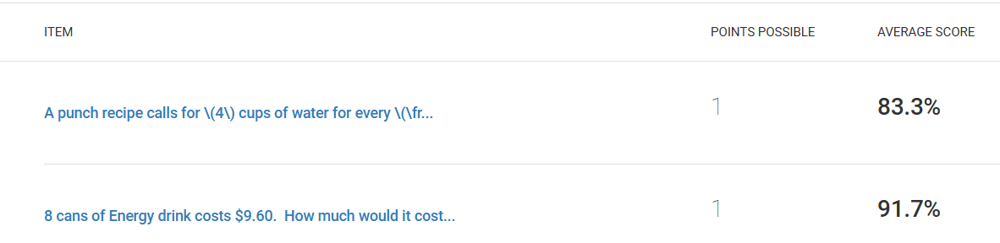 ITEM POINTS POSSIBLE AVERAGE SCORE
A punch recipe calls for \(4\) cups of water for every \(\fr... 1 83.3%
8 cans of Energy drink costs $9.60.  How much would it cost... 1 91.7%